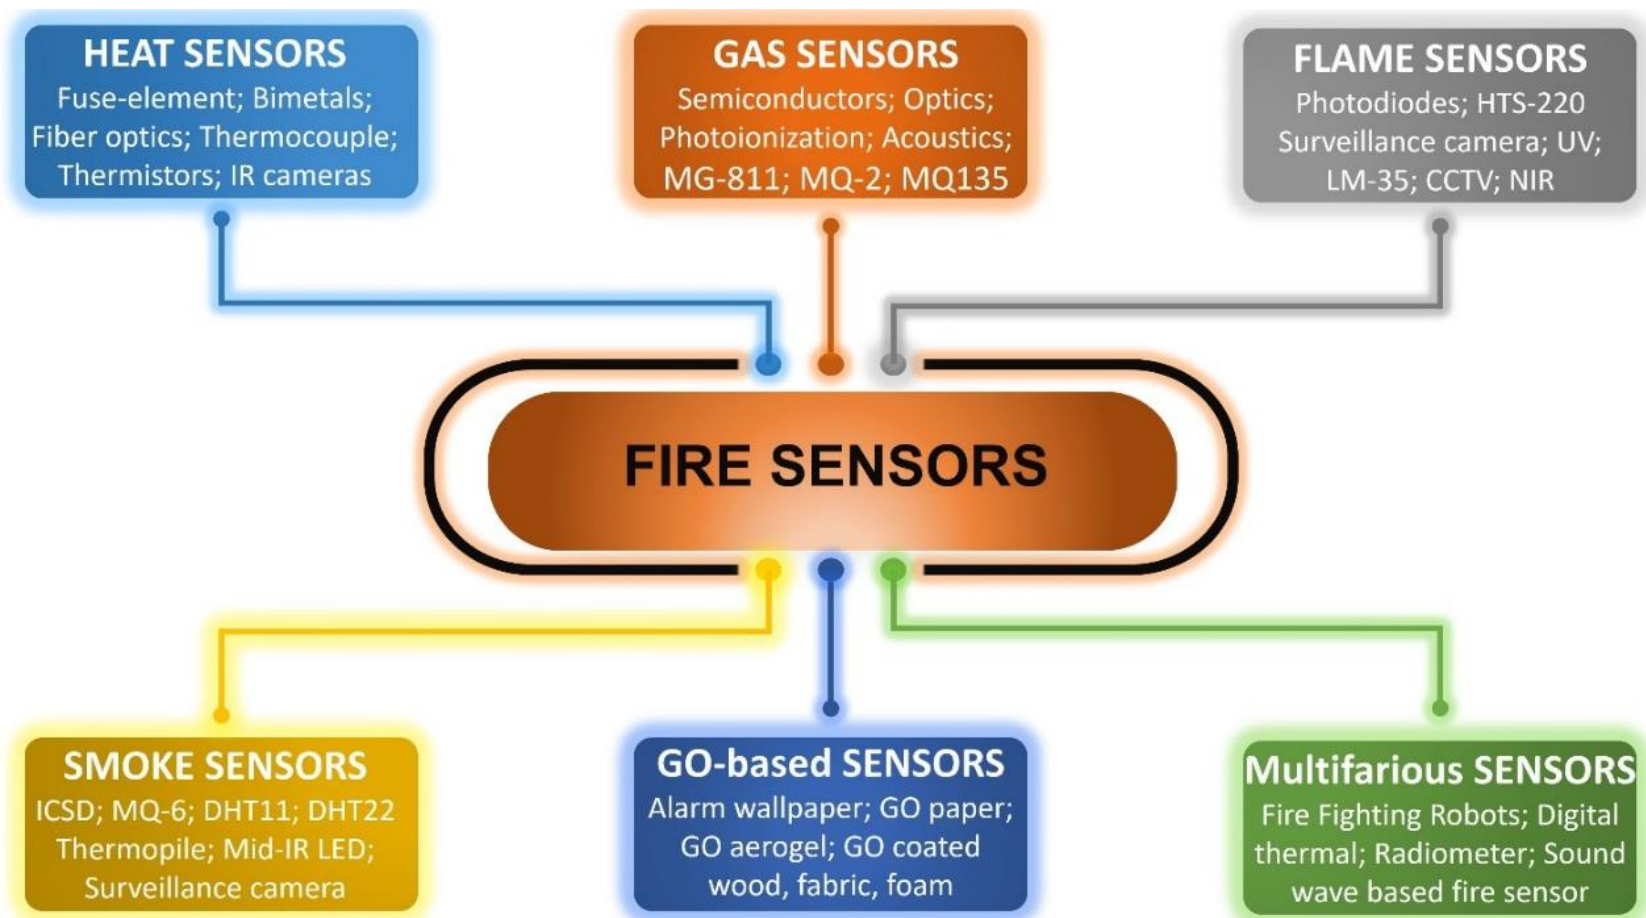 HEAT SENSORS
Fuse-element; Bimetals;
Fiber optics; Thermocouple;
Thermistors; IR cameras
GAS SENSORS
Semiconductors; Optics;
Photoionization; Acoustics;
MG-811; MQ-2; MQ135
FLAME SENSORS
Photodiodes; HTS-220
Surveillance camera; UV;
LM-35; CCTV; NIR
FIRE SENSORS
SMOKE SENSORS
ICSD; MQ-6; DHT11; DHT22
Thermopile; Mid-IR LED;
Surveillance camera
GO-based SENSORS
Alarm wallpaper; GO paper;
GO aerogel; GO coated
wood, fabric, foam
Multifarious SENSORS
Fire Fighting Robots; Digital
thermal; Radiometer; Sound
wave based fire sensor